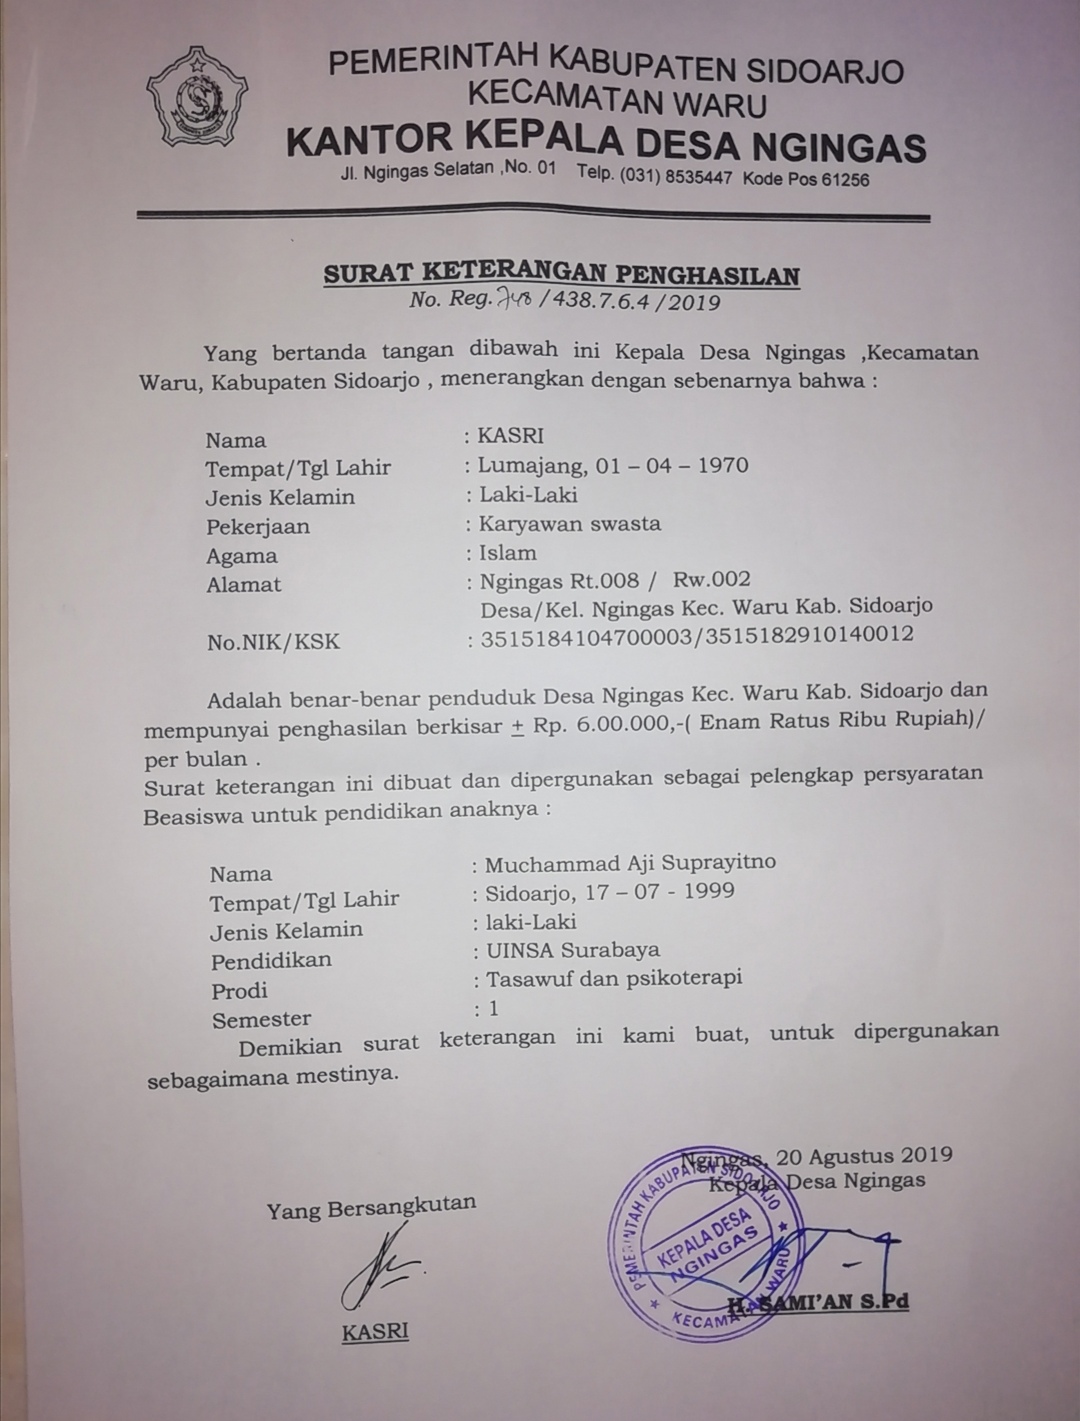 PEMERINTAH KABUPATEN SIDOARJO
KECAMATAN WARU
KANTOR KEPALA DESA NGINGAS
Jl. Ngingas Selatan ,No. 01 Telp. (031) 8535447 Kode Pos 61256
SURAT KETERANGAN PENGHASILAN
No. Reg. 748 /438.7.6.4/2019
Yang bertanda tangan dibawah ini Kepala Desa Ngingas ,Kecamatan
Waru, Kabupaten Sidoarjo , menerangkan dengan sebenarnya bahwa :
Nama : KASRI
Tempat/Tgl Lahir : Lumajang, 01 – 04 – 1970
Jenis Kelamin : Laki-Laki
Pekerjaan : Karyawan swasta
Agama : Islam
Alamat : Ngingas Rt.008 / Rw.002
Desa/Kel. Ngingas Kec. Waru Kab. Sidoarjo
No.NIK/KSK : 3515184104700003/3515182910140012
Adalah benar-benar penduduk Desa Ngingas Kec. Waru Kab. Sidoarjo dan
mempunyai penghasilan berkisar ± Rp. 6.00.000,-( Enam Ratus Ribu Rupiah)/
per bulan .
Surat keterangan ini dibuat dan dipergunakan sebagai pelengkap persyaratan
Beasiswa untuk pendidikan anaknya :
Nama : Muchammad Aji Suprayitno
Tempat/Tgl Lahir : Sidoarjo, 17 – 07 - 1999
Jenis Kelamin : laki-Laki
Pendidikan : UINSA Surabaya
Prodi : Tasawuf dan psikoterapi
Semester : 1
Demikian surat keterangan ini kami buat, untuk dipergunakan
sebagaimana mestinya.
Ngingas, 20 Agustus 2019
Kepala Desa Ngingas
Yang Bersangkutan
PEMERINTAH KABUPATEN SIDOARJO
KEPALA DESA
NGINGAS
KECAMATAN WARU
H. SAMI'AN S.Pd
KASRI